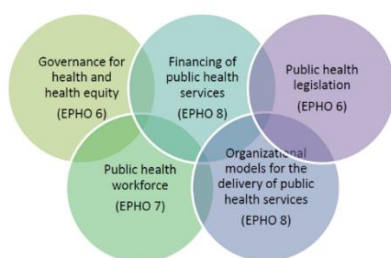 Governance for
health and
health equity
(EPHO 6)
Financing of
public health
services
(EPHO 8)
Public health
legislation
(EPHO 6)
Public health
workforce
(EPHO 7)
Organizational
models for the
delivery of public
health services
(EPHO 8)